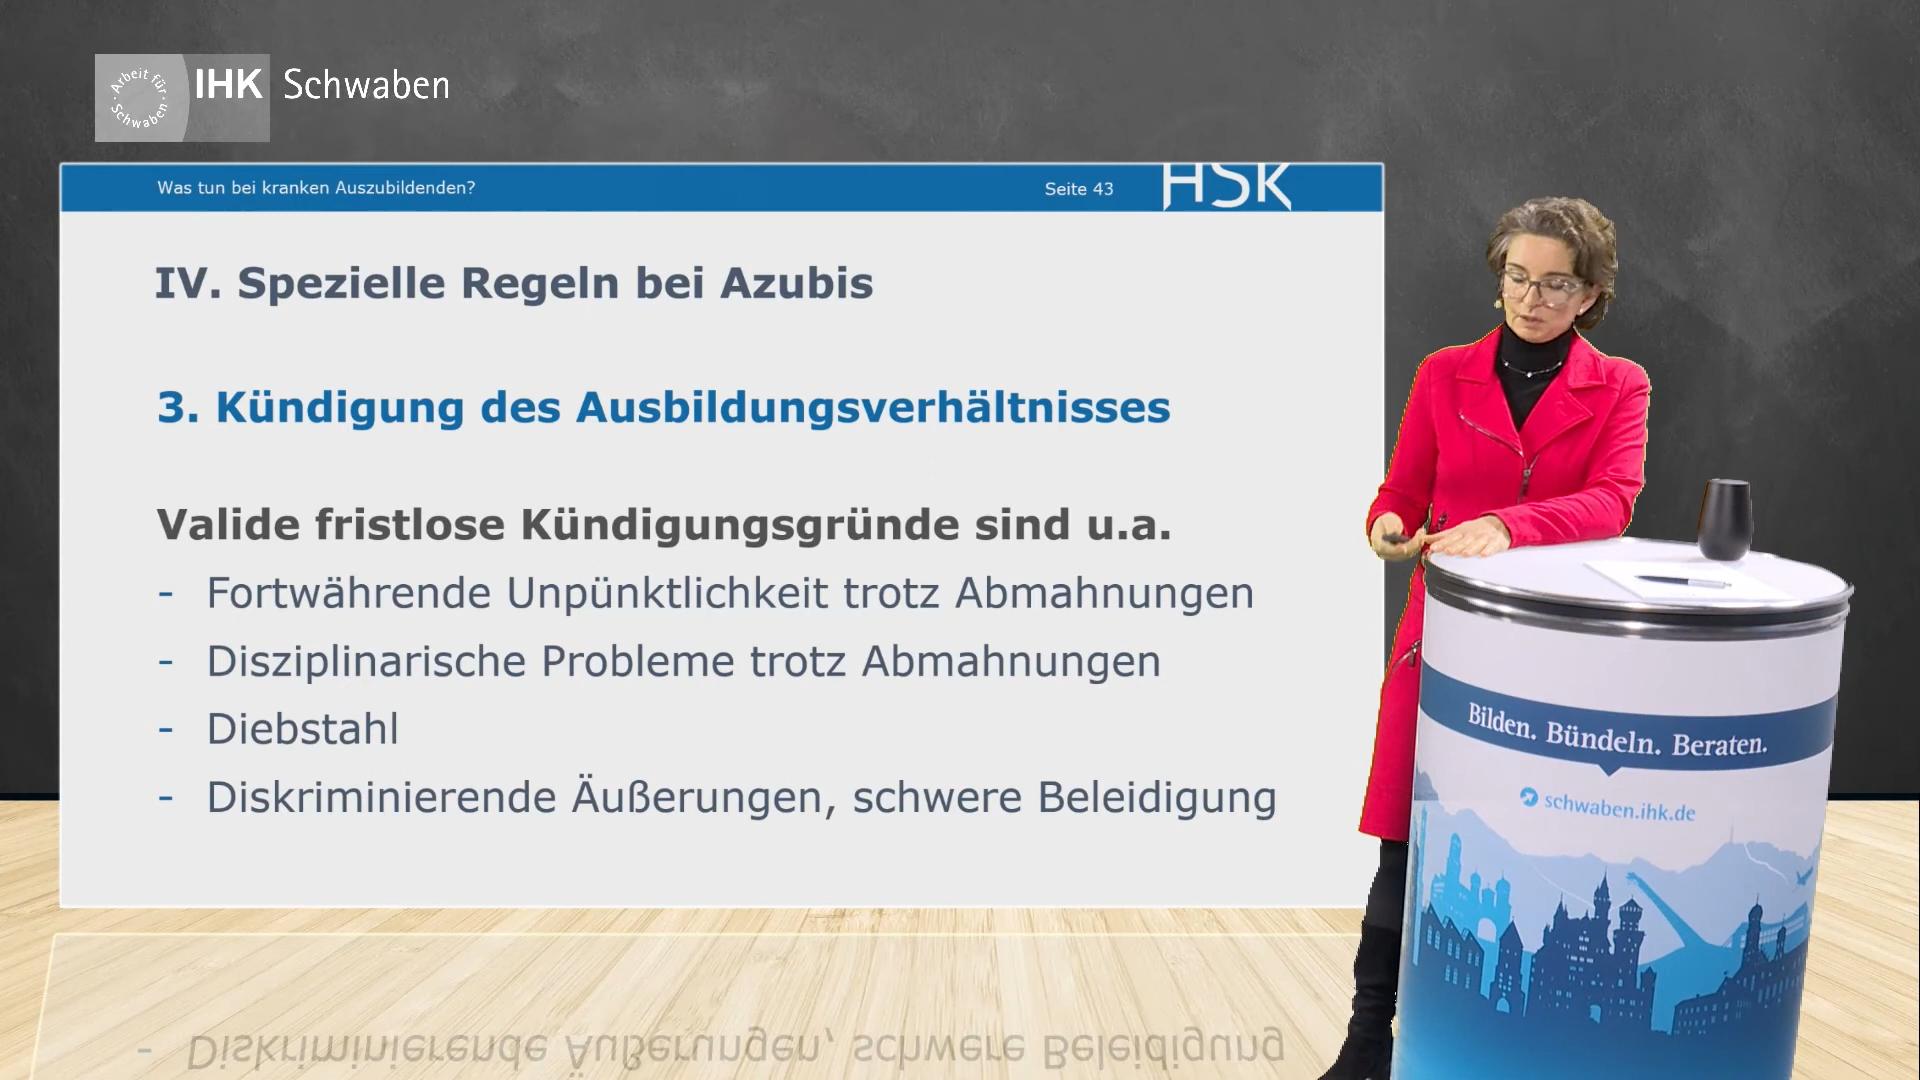 Arbeit für
Schwaben
IHK Schwaben
Was tun bei kranken Auszubildenden?
Seite 43
HSK
IV. Spezielle Regeln bei Azubis
3. Kündigung des Ausbildungsverhältnisses
Valide fristlose Kündigungsgründe sind u.a.
- Fortwährende Unpünktlichkeit trotz Abmahnungen
- Disziplinarische Probleme trotz Abmahnungen
- Diebstahl
- Diskriminierende Äußerungen, schwere Beleidigung
Bilden. Bündeln. Beraten.
schwaben.ihk.de
- Diskriminierende Äußerungen, schwere Beleidigung